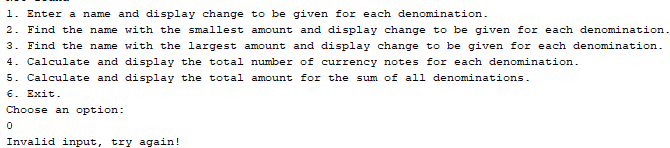 1. Enter a name and display change to be given for each denomination.
2. Find the name with the smallest amount and display change to be given for each denomination.
3. Find the name with the largest amount and display change to be given for each denomination.
4. Calculate and display the total number of currency notes for each denomination.
5. Calculate and display the total amount for the sum of all denominations.
6. Exit.
Choose an option:
0
Invalid input, try again!